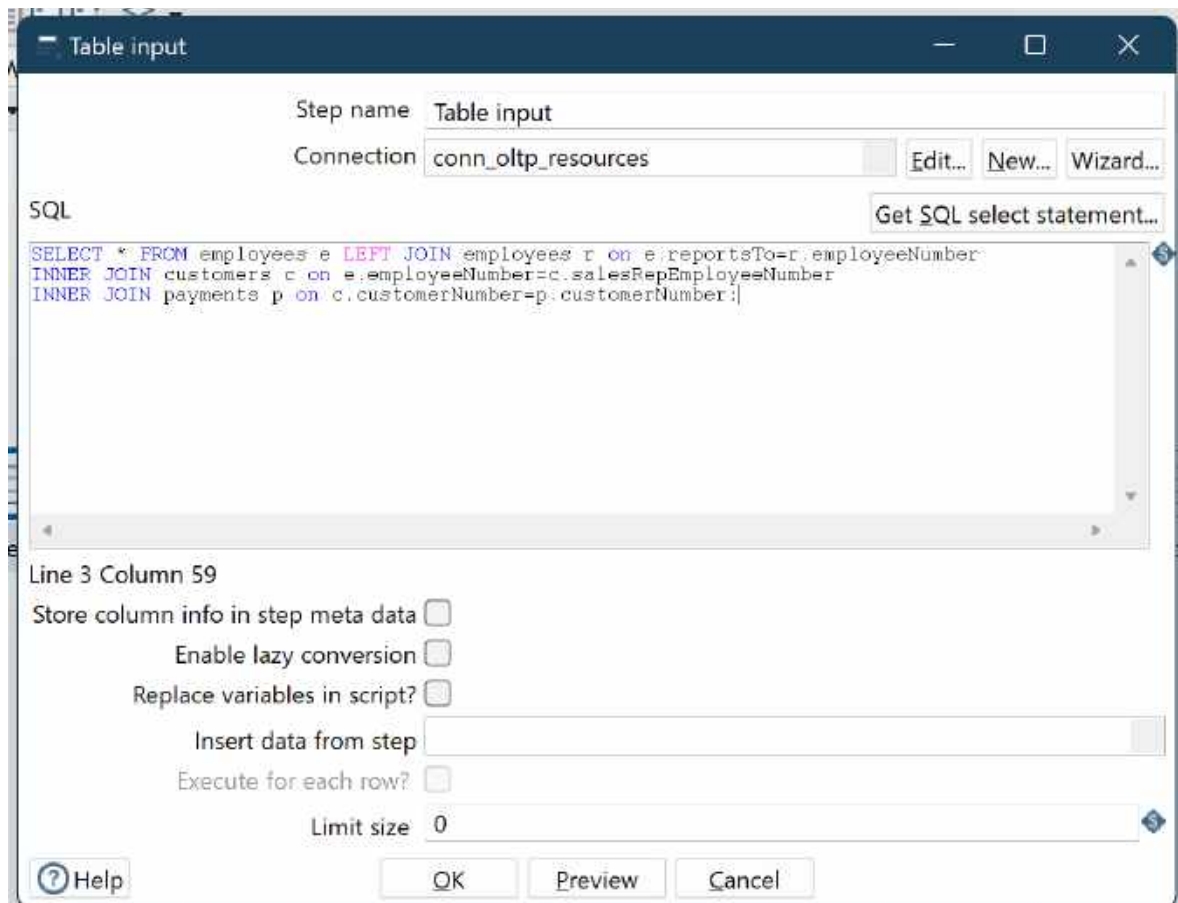 Table input
Step name Table input
Connection conn_oltp_resources Edit... New... Wizard...
SQL Get SQL select statement...
SELECT * FROM employees e LEFT JOIN employees r on e.reportsTo=r.employeeNumber
INNER JOIN customers c on e.employeeNumber=c.salesRepEmployeeNumber
INNER JOIN payments p on c.customerNumber=p.customerNumber;
Line 3 Column 59
Store column info in step meta data
Enable lazy conversion
Replace variables in script?
Insert data from step
Execute for each row?
Limit size 0
Help OK Preview Cancel